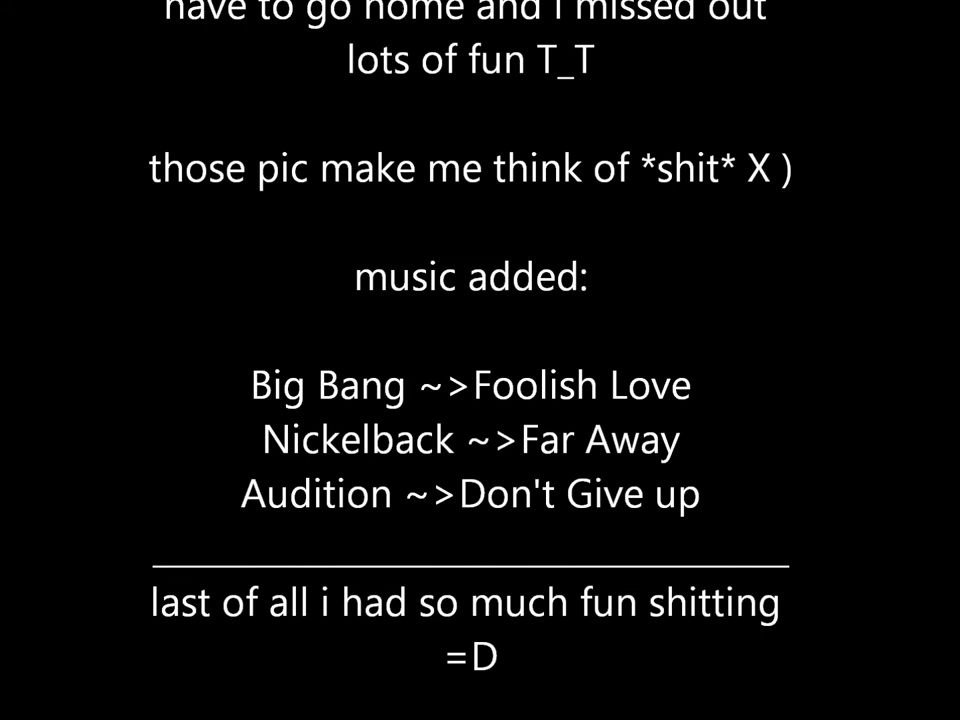 have to go home and i missed out
lots of fun T_T
those pic make me think of *shit* X )
music added:
Big Bang ~>Foolish Love
Nickelback ~>Far Away
Audition ~>Don't Give up
______________________________
last of all i had so much fun shitting
=D